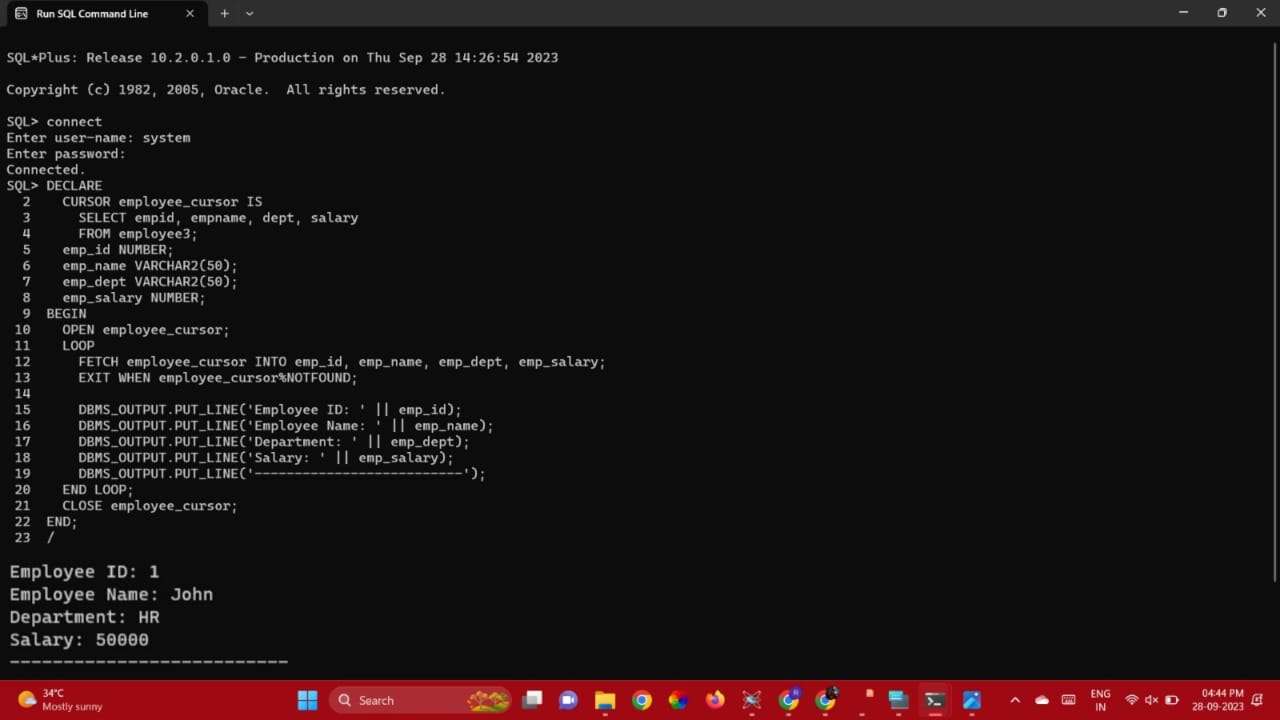 Run SQL Command Line
SQL*Plus: Release 10.2.0.1.0 - Production on Thu Sep 28 14:26:54 2023
Copyright (c) 1982, 2005, Oracle.  All rights reserved.
SQL> connect
Enter user-name: system
Enter password:
Connected.
SQL> DECLARE
  2    CURSOR employee_cursor IS
  3      SELECT empid, empname, dept, salary
  4      FROM employee3;
  5    emp_id NUMBER;
  6    emp_name VARCHAR2(50);
  7    emp_dept VARCHAR2(50);
  8    emp_salary NUMBER;
  9  BEGIN
 10    OPEN employee_cursor;
 11    LOOP
 12      FETCH employee_cursor INTO emp_id, emp_name, emp_dept, emp_salary;
 13      EXIT WHEN employee_cursor%NOTFOUND;
 14
 15      DBMS_OUTPUT.PUT_LINE('Employee ID: ' || emp_id);
 16      DBMS_OUTPUT.PUT_LINE('Employee Name: ' || emp_name);
 17      DBMS_OUTPUT.PUT_LINE('Department: ' || emp_dept);
 18      DBMS_OUTPUT.PUT_LINE('Salary: ' || emp_salary);
 19      DBMS_OUTPUT.PUT_LINE('--------------------------');
 20    END LOOP;
 21    CLOSE employee_cursor;
 22  END;
 23  /
Employee ID: 1
Employee Name: John
Department: HR
Salary: 50000
--------------------------
34°C
Mostly sunny
Search
ENG
IN
04:44 PM
28-09-2023